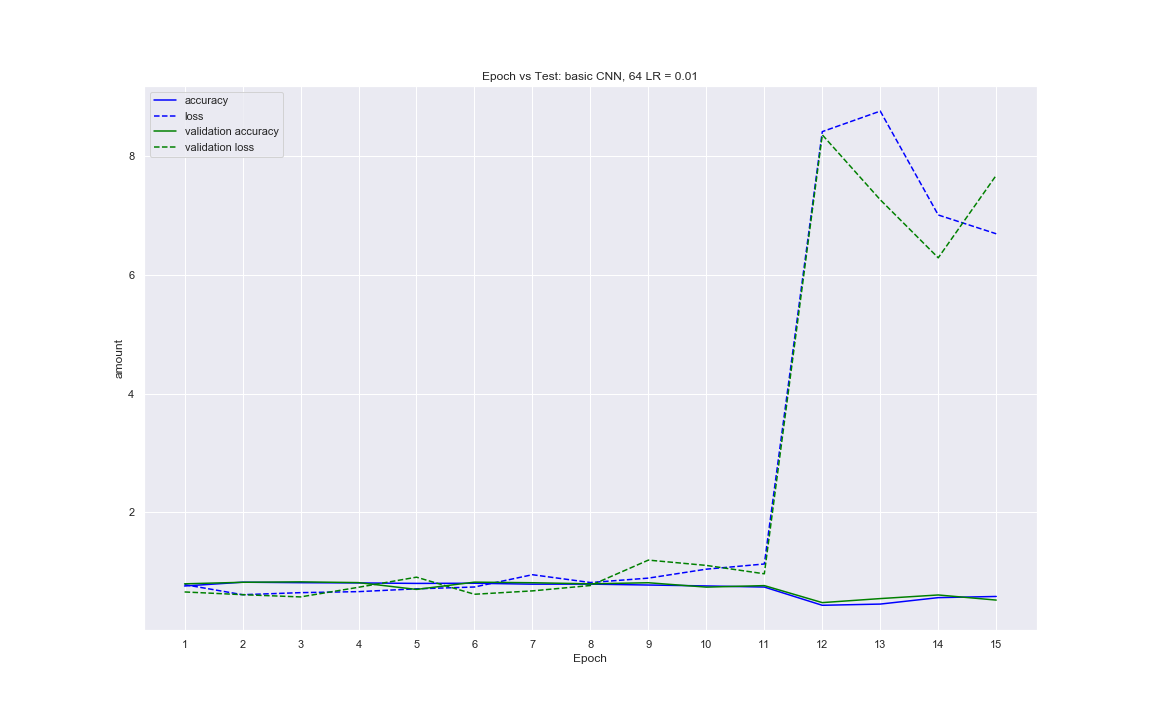 Epoch vs Test: basic CNN, 64 LR = 0.01
accuracy
loss
validation accuracy
validation loss
8
6
4
2
amount
1 2 3 4 5 6 7 8 9 10 11 12 13 14 15
Epoch